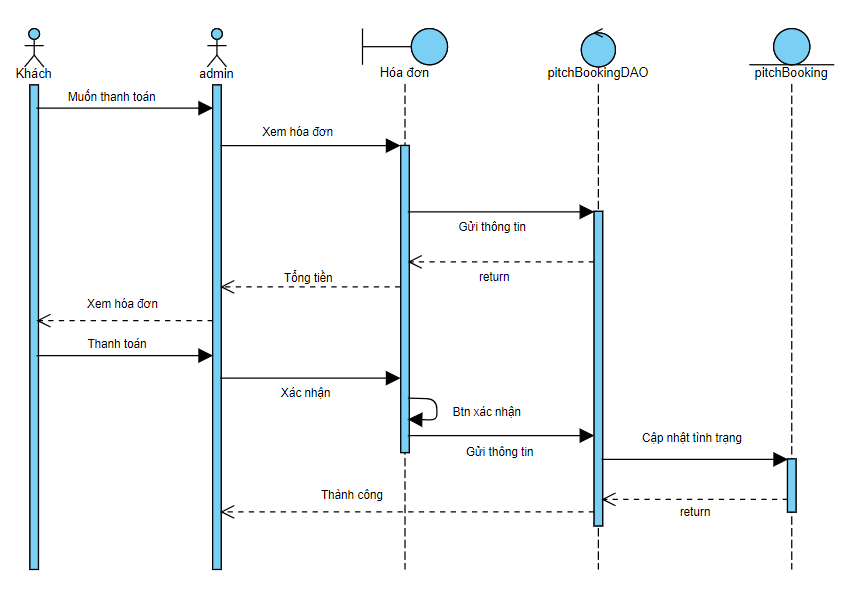 Khách
admin
Hóa đơn
pitchBookingDAO
pitchBooking
Muốn thanh toán
Xem hóa đơn
Gửi thông tin
return
Tổng tiền
Xem hóa đơn
Thanh toán
Xác nhận
Btn xác nhận
Gửi thông tin
Cập nhật tình trạng
Thành công
return